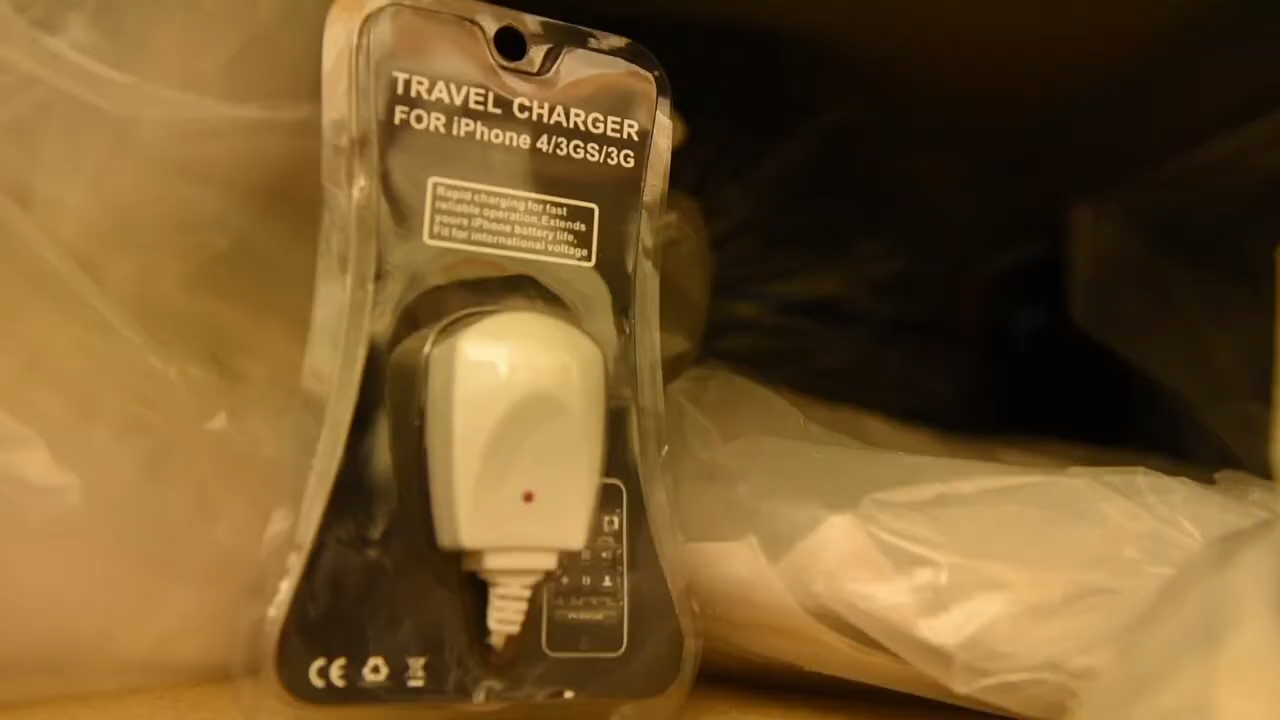 TRAVEL CHARGER
FOR iPhone 4/3GS/3G
Rapid charging for fast
reliable operation,Extends
yours iPhone battery life,
Fit for international voltage
CE